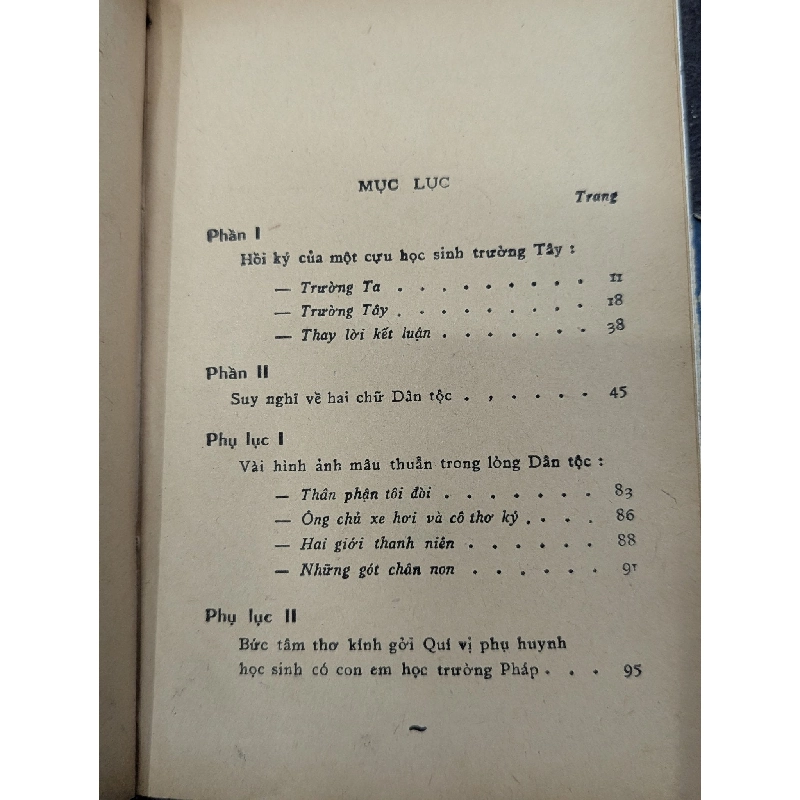 MỤC LỤC
Trang
Phần I
Hồi ký của một cựu học sinh trường Tây :
— Trường Ta . . . . . . . . . 11
— Trường Tây . . . . . . . . . 18
— Thay lời kết luận . . . . . . . 38
Phần II
Suy nghĩ về hai chữ Dân tộc . . . . . . 45
Phụ lục I
Vài hình ảnh mâu thuẫn trong lòng Dân tộc :
— Thân phận tôi đòi . . . . . . . 83
— Ông chủ xe hơi và cô thơ ký . . . . 86
— Hai giới thanh niên . . . . . . 88
— Những gót chân non . . . . . . 91
Phụ lục II
Bức tâm thơ kính gởi Quí vị phụ huynh
học sinh có con em học trường Pháp . . . 95
~